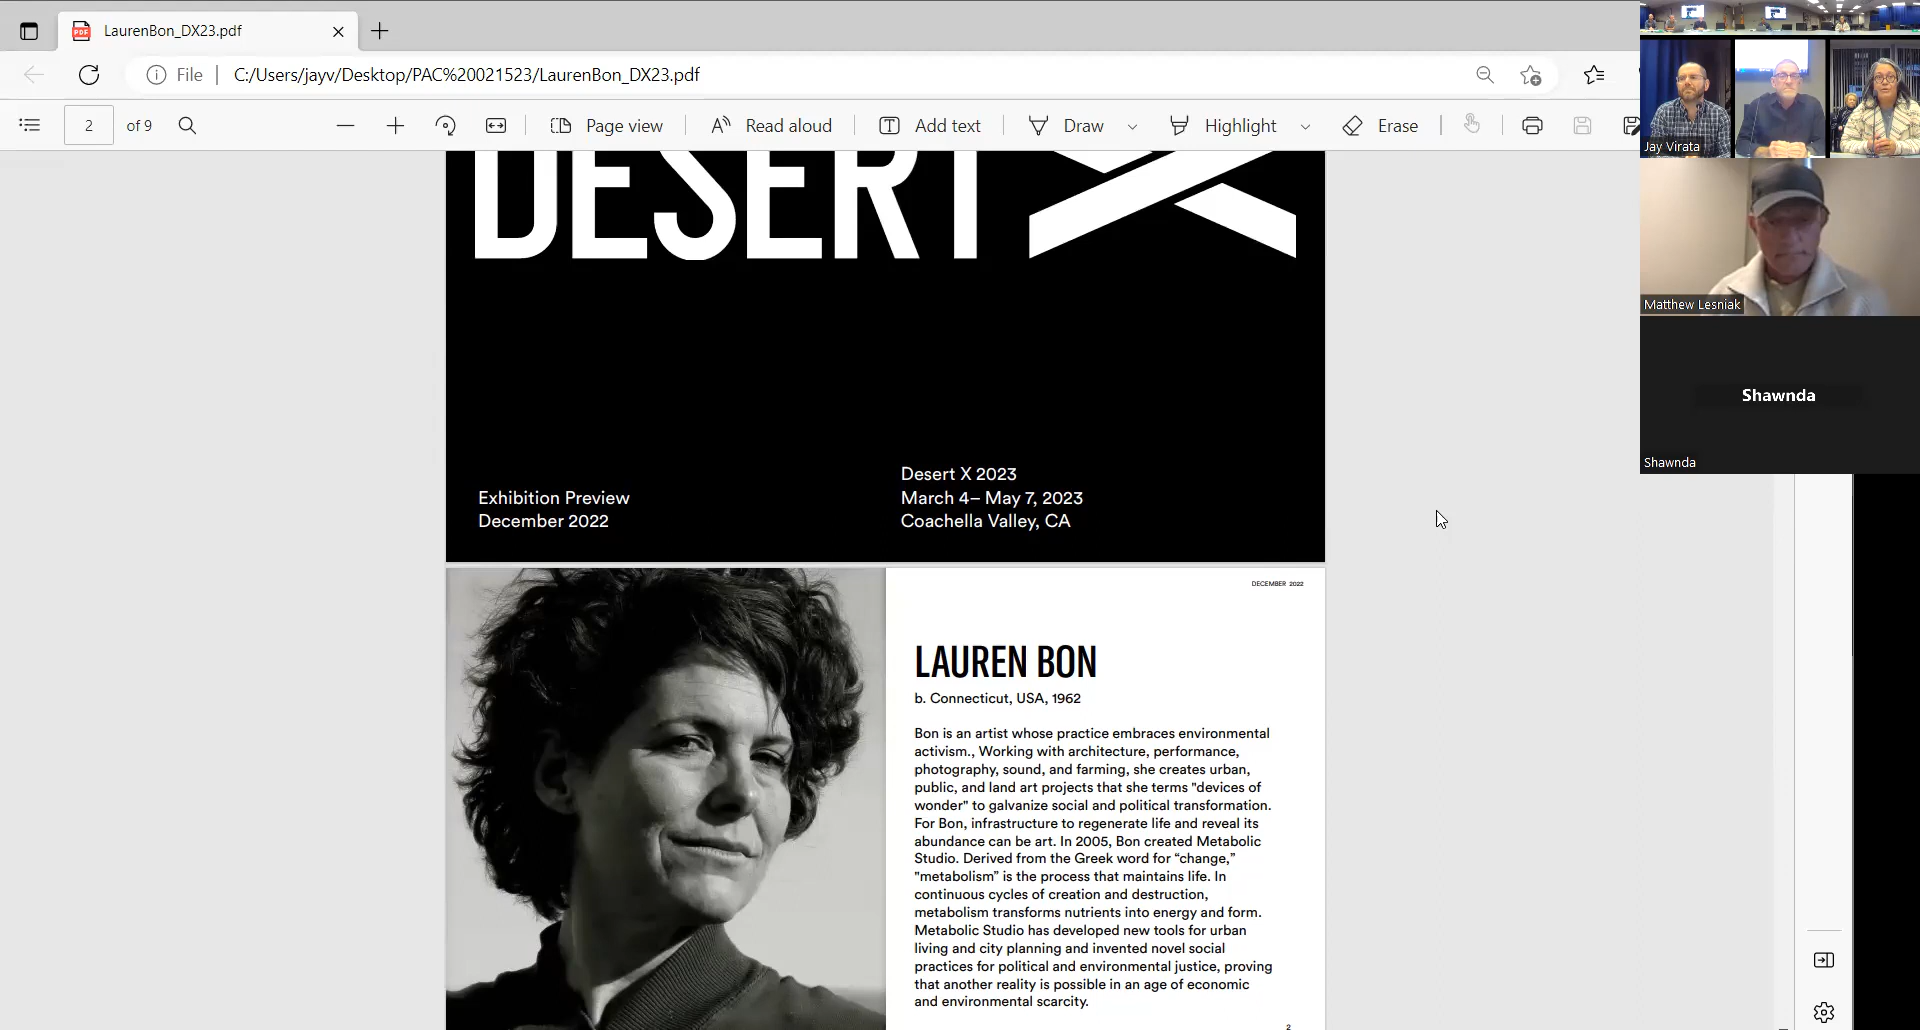 LaurenBon_DX23.pdf
File
C:/Users/jayv/Desktop/PAC%20021523/LaurenBon_DX23.pdf
2
of 9
Page view
Read aloud
Add text
Draw
Highlight
Erase
Jay Virata
Matthew Lesniak
Shawnda
Shawnda
DESERT X
Exhibition Preview
December 2022
Desert X 2023
March 4– May 7, 2023
Coachella Valley, CA
DECEMBER 2022
LAUREN BON
b. Connecticut, USA, 1962
Bon is an artist whose practice embraces environmental
activism., Working with architecture, performance,
photography, sound, and farming, she creates urban,
public, and land art projects that she terms "devices of
wonder" to galvanize social and political transformation.
For Bon, infrastructure to regenerate life and reveal its
abundance can be art. In 2005, Bon created Metabolic
Studio. Derived from the Greek word for “change,”
"metabolism” is the process that maintains life. In
continuous cycles of creation and destruction,
metabolism transforms nutrients into energy and form.
Metabolic Studio has developed new tools for urban
living and city planning and invented novel social
practices for political and environmental justice, proving
that another reality is possible in an age of economic
and environmental scarcity.
2